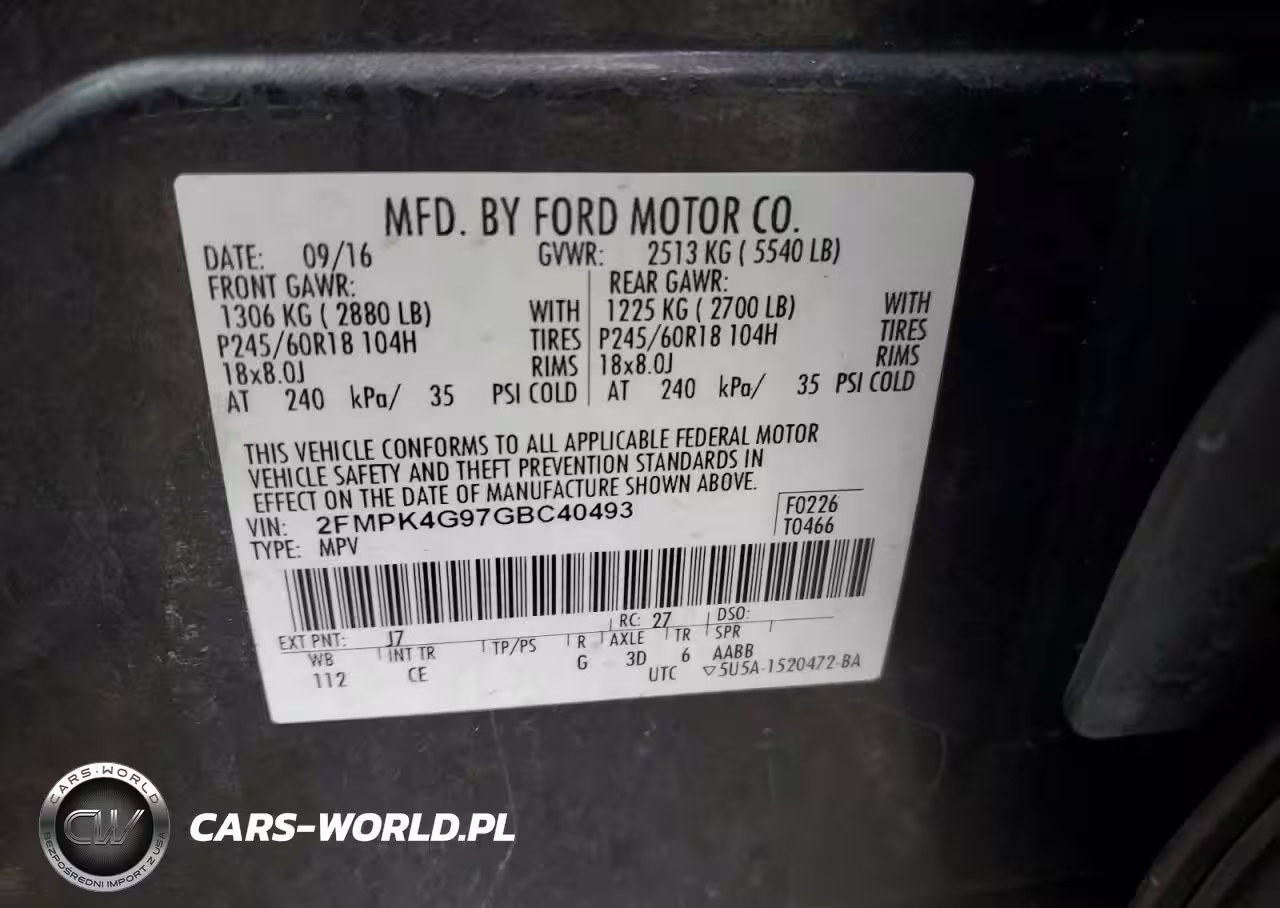 MFD. BY FORD MOTOR CO.
DATE: 09/16 GVWR: 2513 KG ( 5540 LB)
FRONT GAWR: REAR GAWR:
1306 KG ( 2880 LB) WITH 1225 KG ( 2700 LB) WITH
P245/60R18 104H TIRES P245/60R18 104H TIRES
18x8.0J RIMS 18x8.0J RIMS
AT 240 kPa/ 35 PSI COLD AT 240 kPa/ 35 PSI COLD
THIS VEHICLE CONFORMS TO ALL APPLICABLE FEDERAL MOTOR
VEHICLE SAFETY AND THEFT PREVENTION STANDARDS IN
EFFECT ON THE DATE OF MANUFACTURE SHOWN ABOVE.
VIN: 2FMPK4G97GBC40493 F0226
TYPE: MPV T0466
EXT PNT: J7 RC: 27 DSO:
WB INT TR TP/PS R AXLE TR SPR
112 CE G 3D 6 AABB
UTC ▽5U5A-1520472-BA
CARS-WORLD
CW
BEZPOŚREDNI IMPORT Z USA
CARS-WORLD.PL